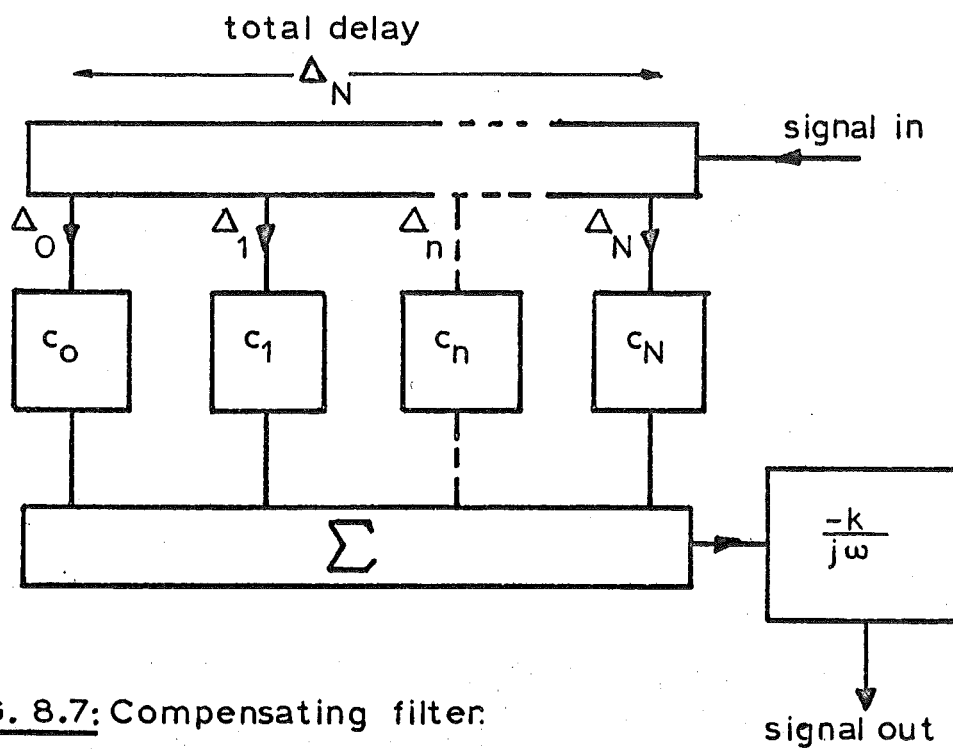 total delay
Δ_N
signal in
Δ_0 Δ_1 Δ_n Δ_N
c_0 c_1 c_n c_N
Σ
-k
jω
. 8.7: Compensating filter.
signal out